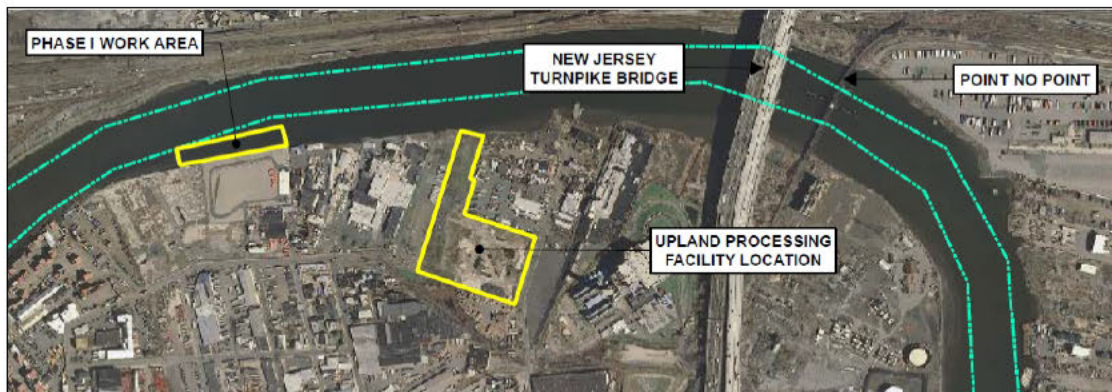 PHASE I WORK AREA
NEW JERSEY
TURNPIKE BRIDGE
POINT NO POINT
UPLAND PROCESSING
FACILITY LOCATION